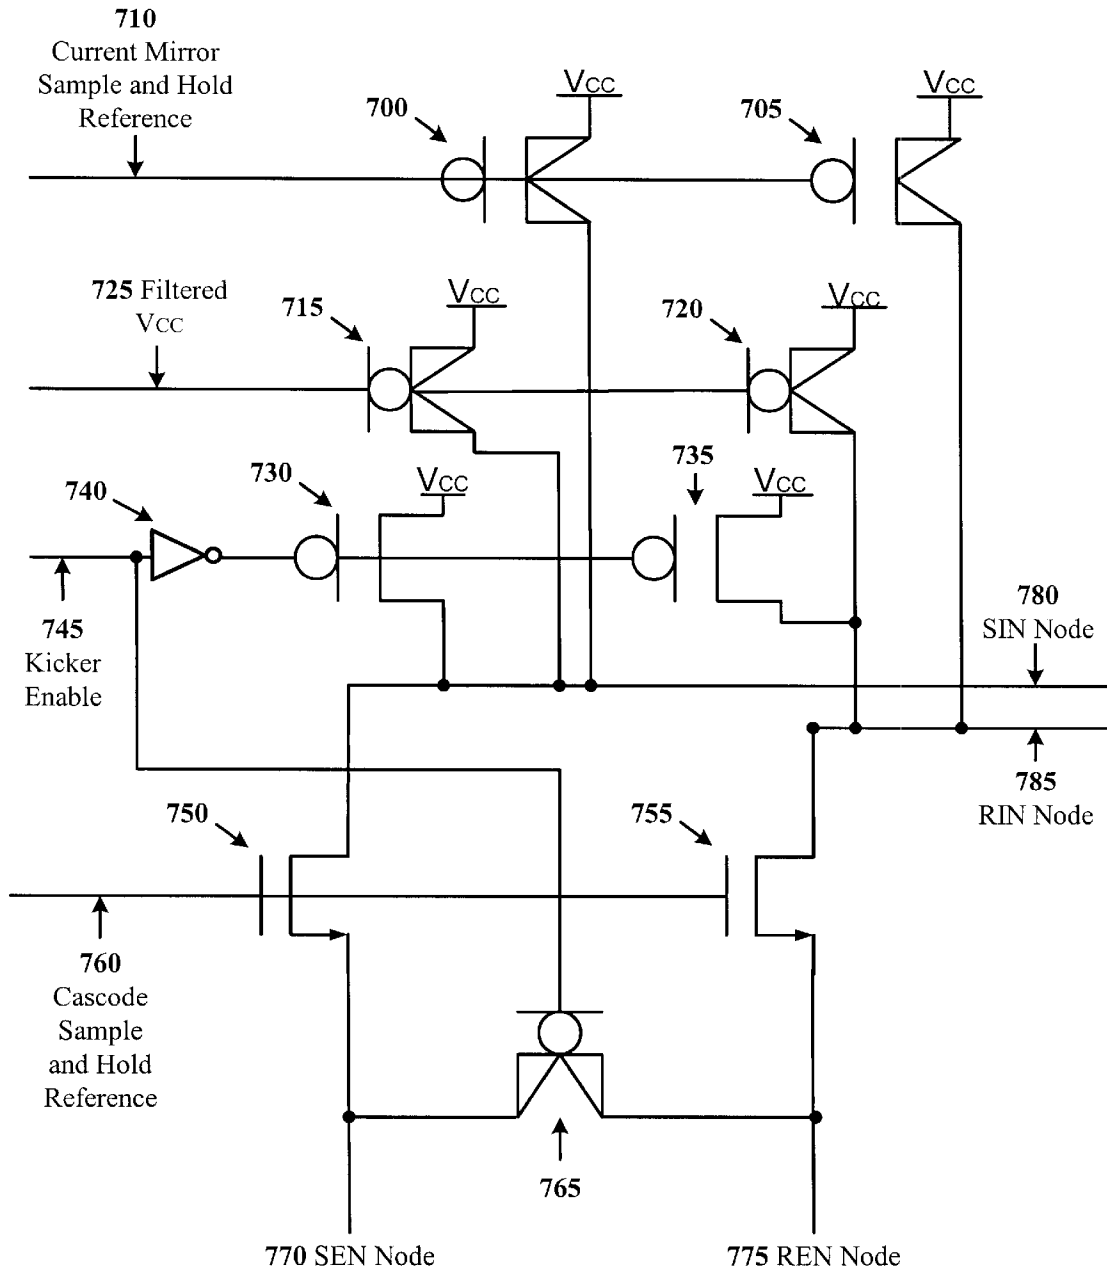 710
Current Mirror
Sample and Hold
Reference
700
VCC
705
VCC
725 Filtered
VCC
715
VCC
720
VCC
740
730
VCC
735
VCC
745
Kicker
Enable
780
SIN Node
785
RIN Node
750
755
760
Cascode
Sample
and Hold
Reference
765
770 SEN Node
775 REN Node